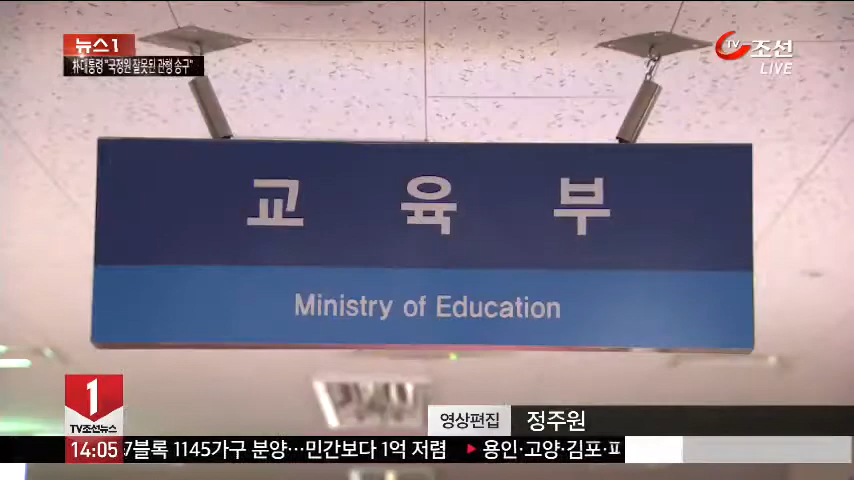 뉴스1
朴대통령 "국정원 잘못된 관행 송구"
TV조선
LIVE
교육부
Ministry of Education
1
TV조선뉴스
영상편집 정주원
14:05 7블록 1145가구 분양…민간보다 1억 저렴 ▶ 용인·고양·김포·파